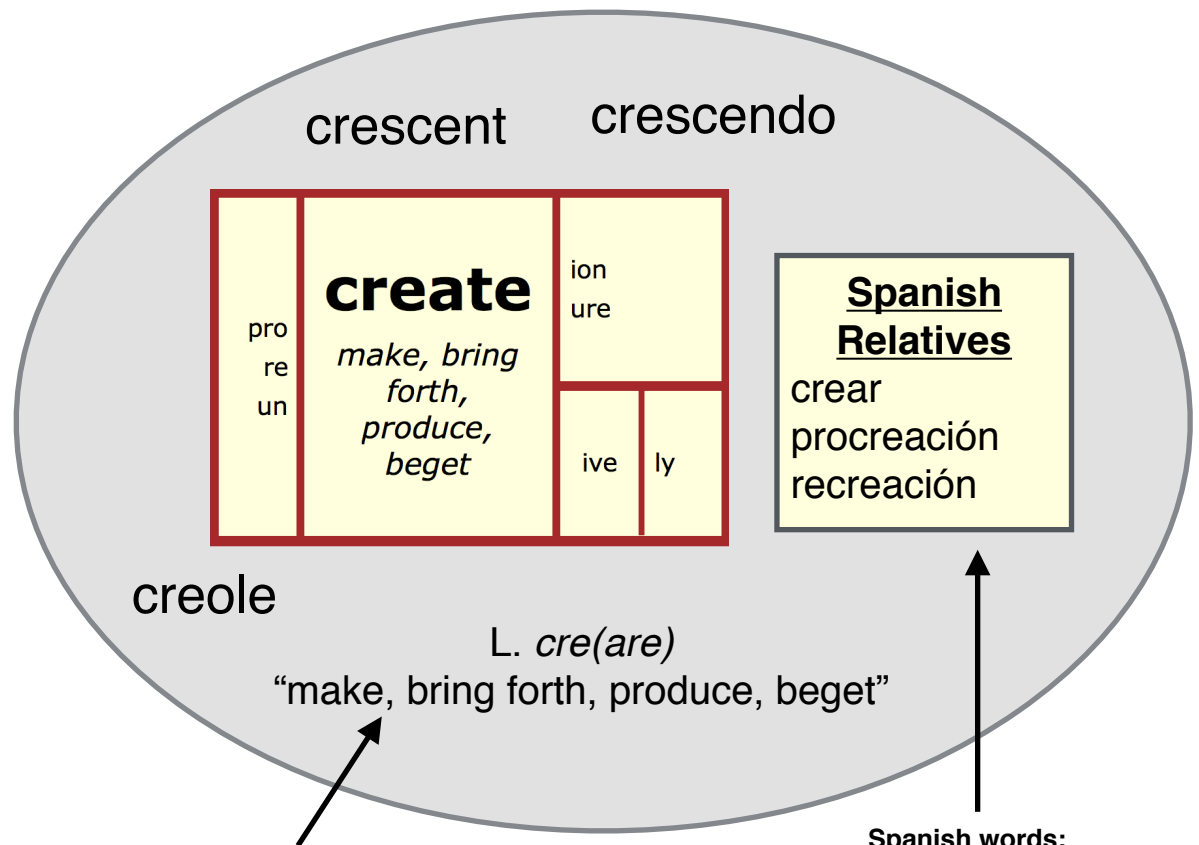 crescent crescendo
pro
re
un
create
make, bring
forth,
produce,
beget
ion
ure
ive ly
Spanish
Relatives
crear
procreación
recreación
creole
L. cre(are)
“make, bring forth, produce, beget”
Spanish words: